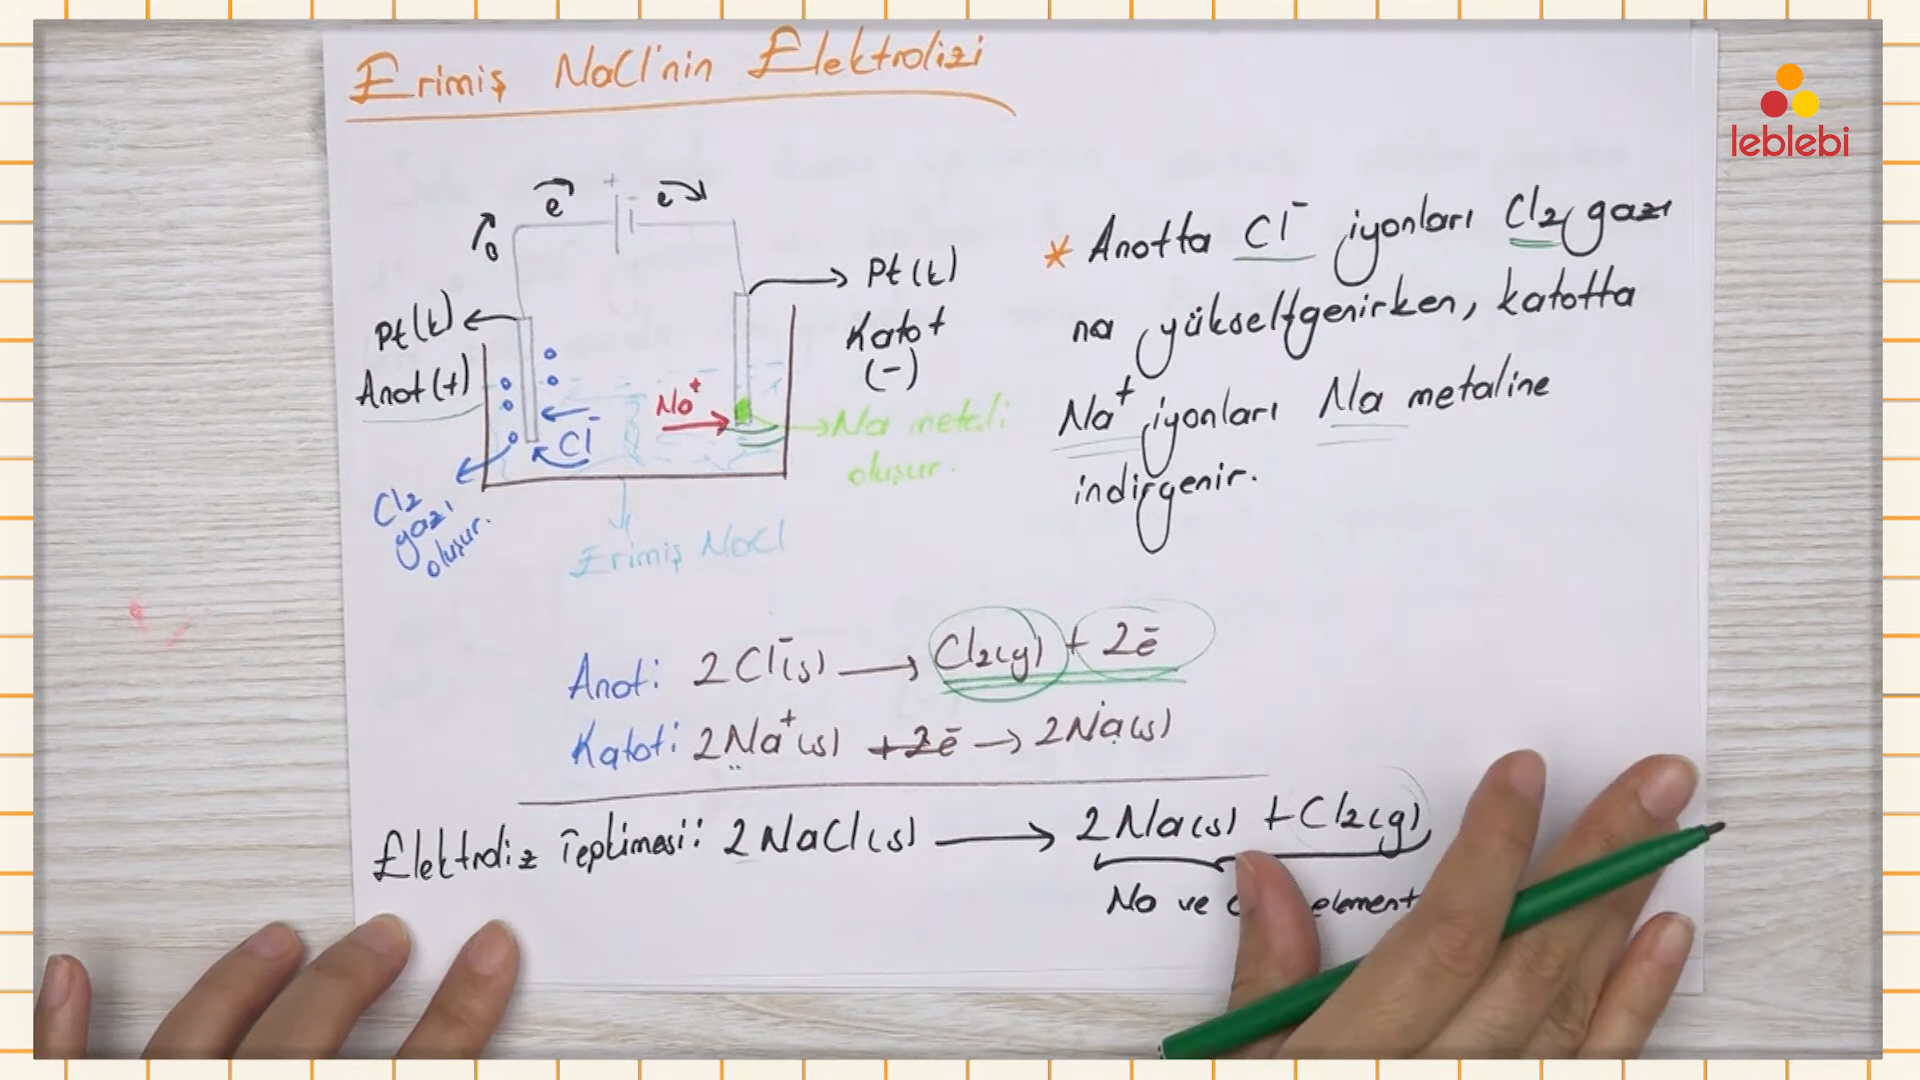 Erimiş NaCl'nin Elektrolizi
leblebi
+
e
e
e
Pt(k)
Anot(+)
Cl⁻
Na⁺
Pt(k)
Katot
(-)
Na metali
oluşur.
Cl₂
gazı
oluşur.
Erimiş NaCl
* Anotta Cl⁻ iyonları Cl₂ gazı
na yükseltgenirken, katotta
Na⁺ iyonları Na metaline
indirgenir.
Anot: 2Cl⁻(s) → Cl₂(g) + 2e⁻
Katot: 2Na⁺(s) + 2e⁻ → 2Na(s)
Elektroliz Tepkimesi: 2NaCl(s) → 2Na(s) + Cl₂(g)
Na ve element